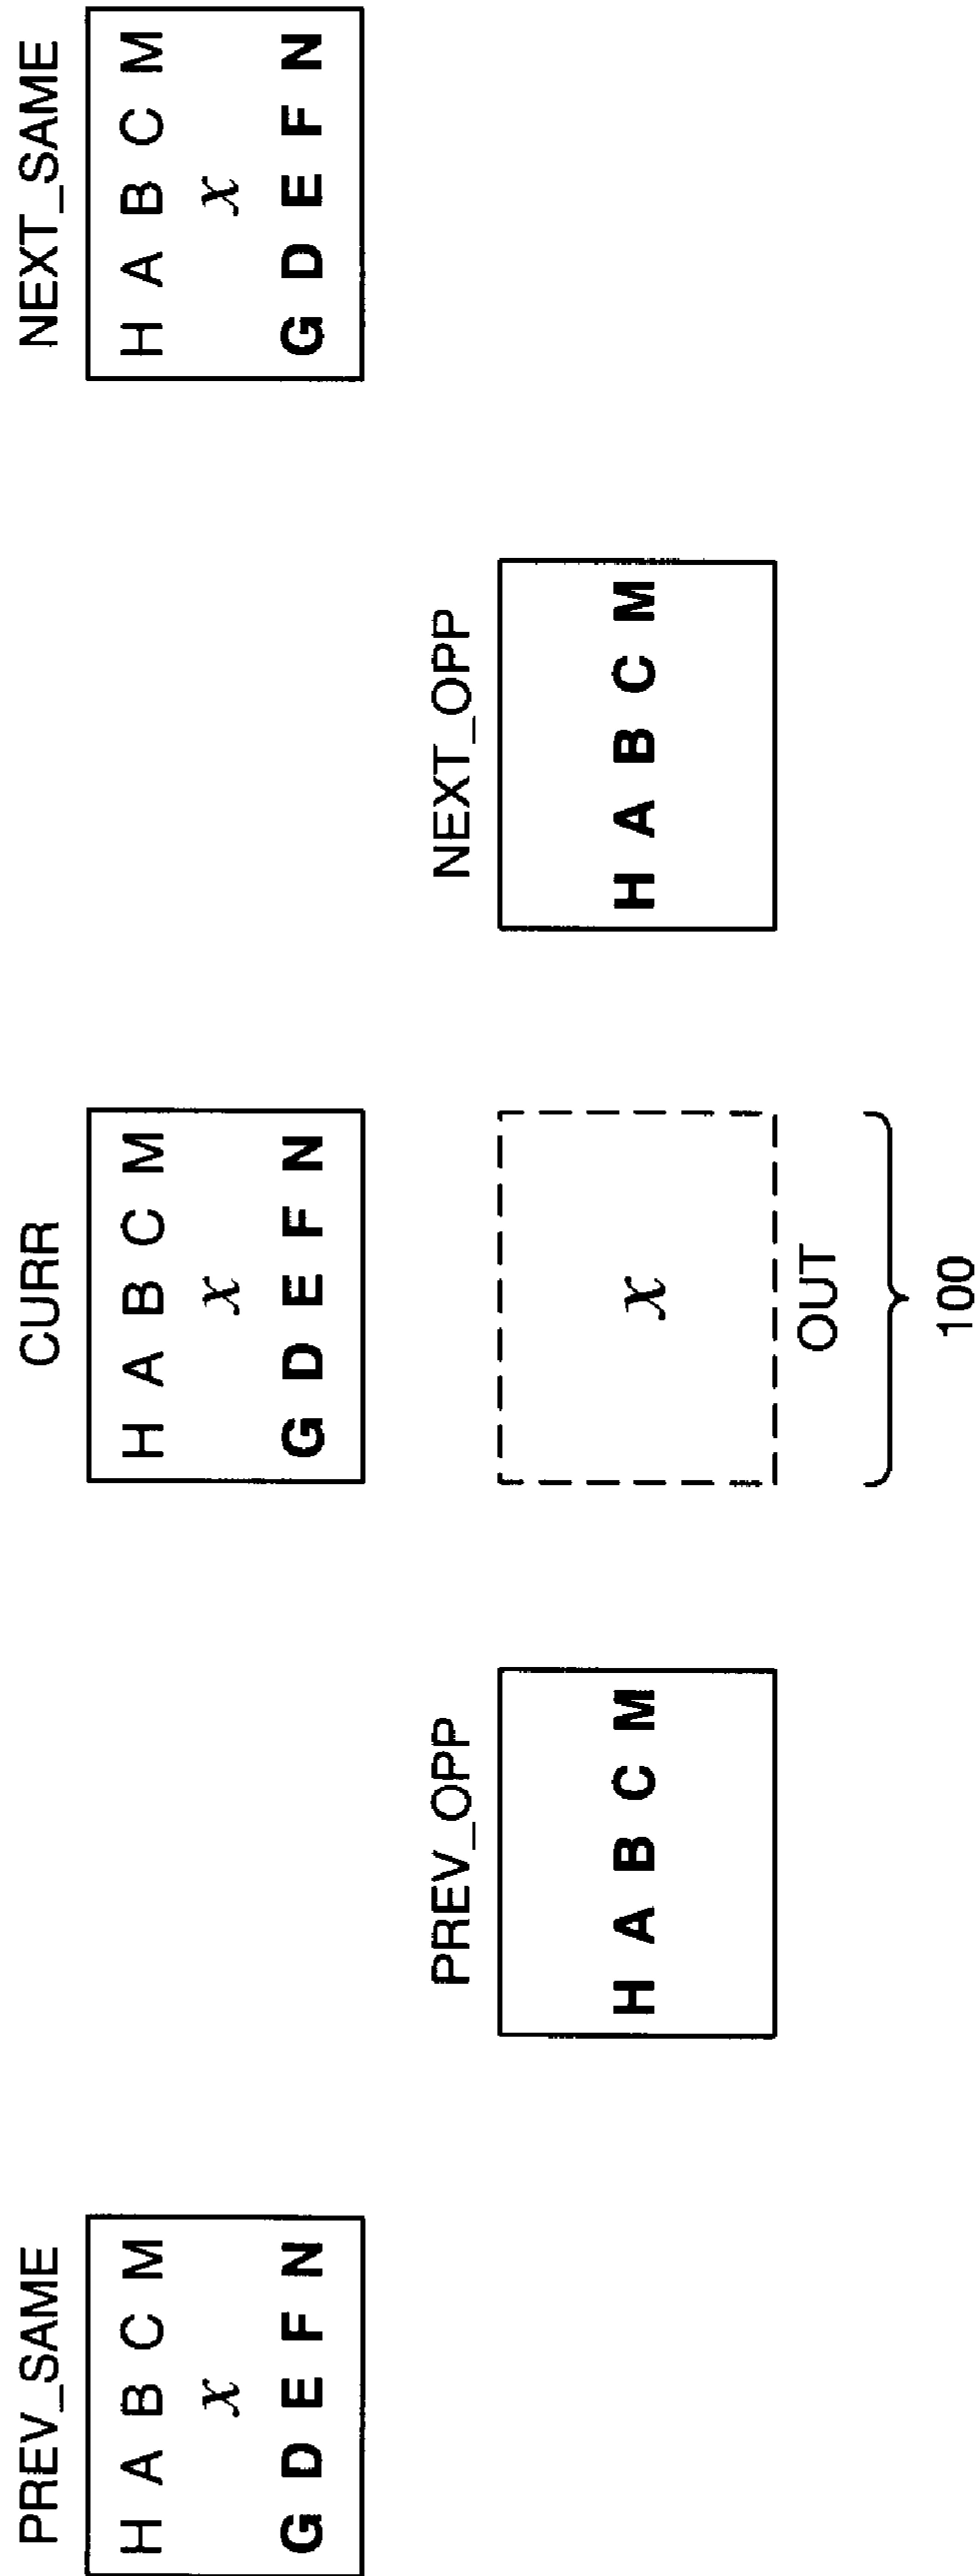 PREV_SAME
H A B C M
x
G D E F N
PREV_OPP
H A B C M
CURR
H A B C M
x
G D E F N
x
OUT
100
NEXT_OPP
H A B C M
NEXT_SAME
H A B C M
x
G D E F N